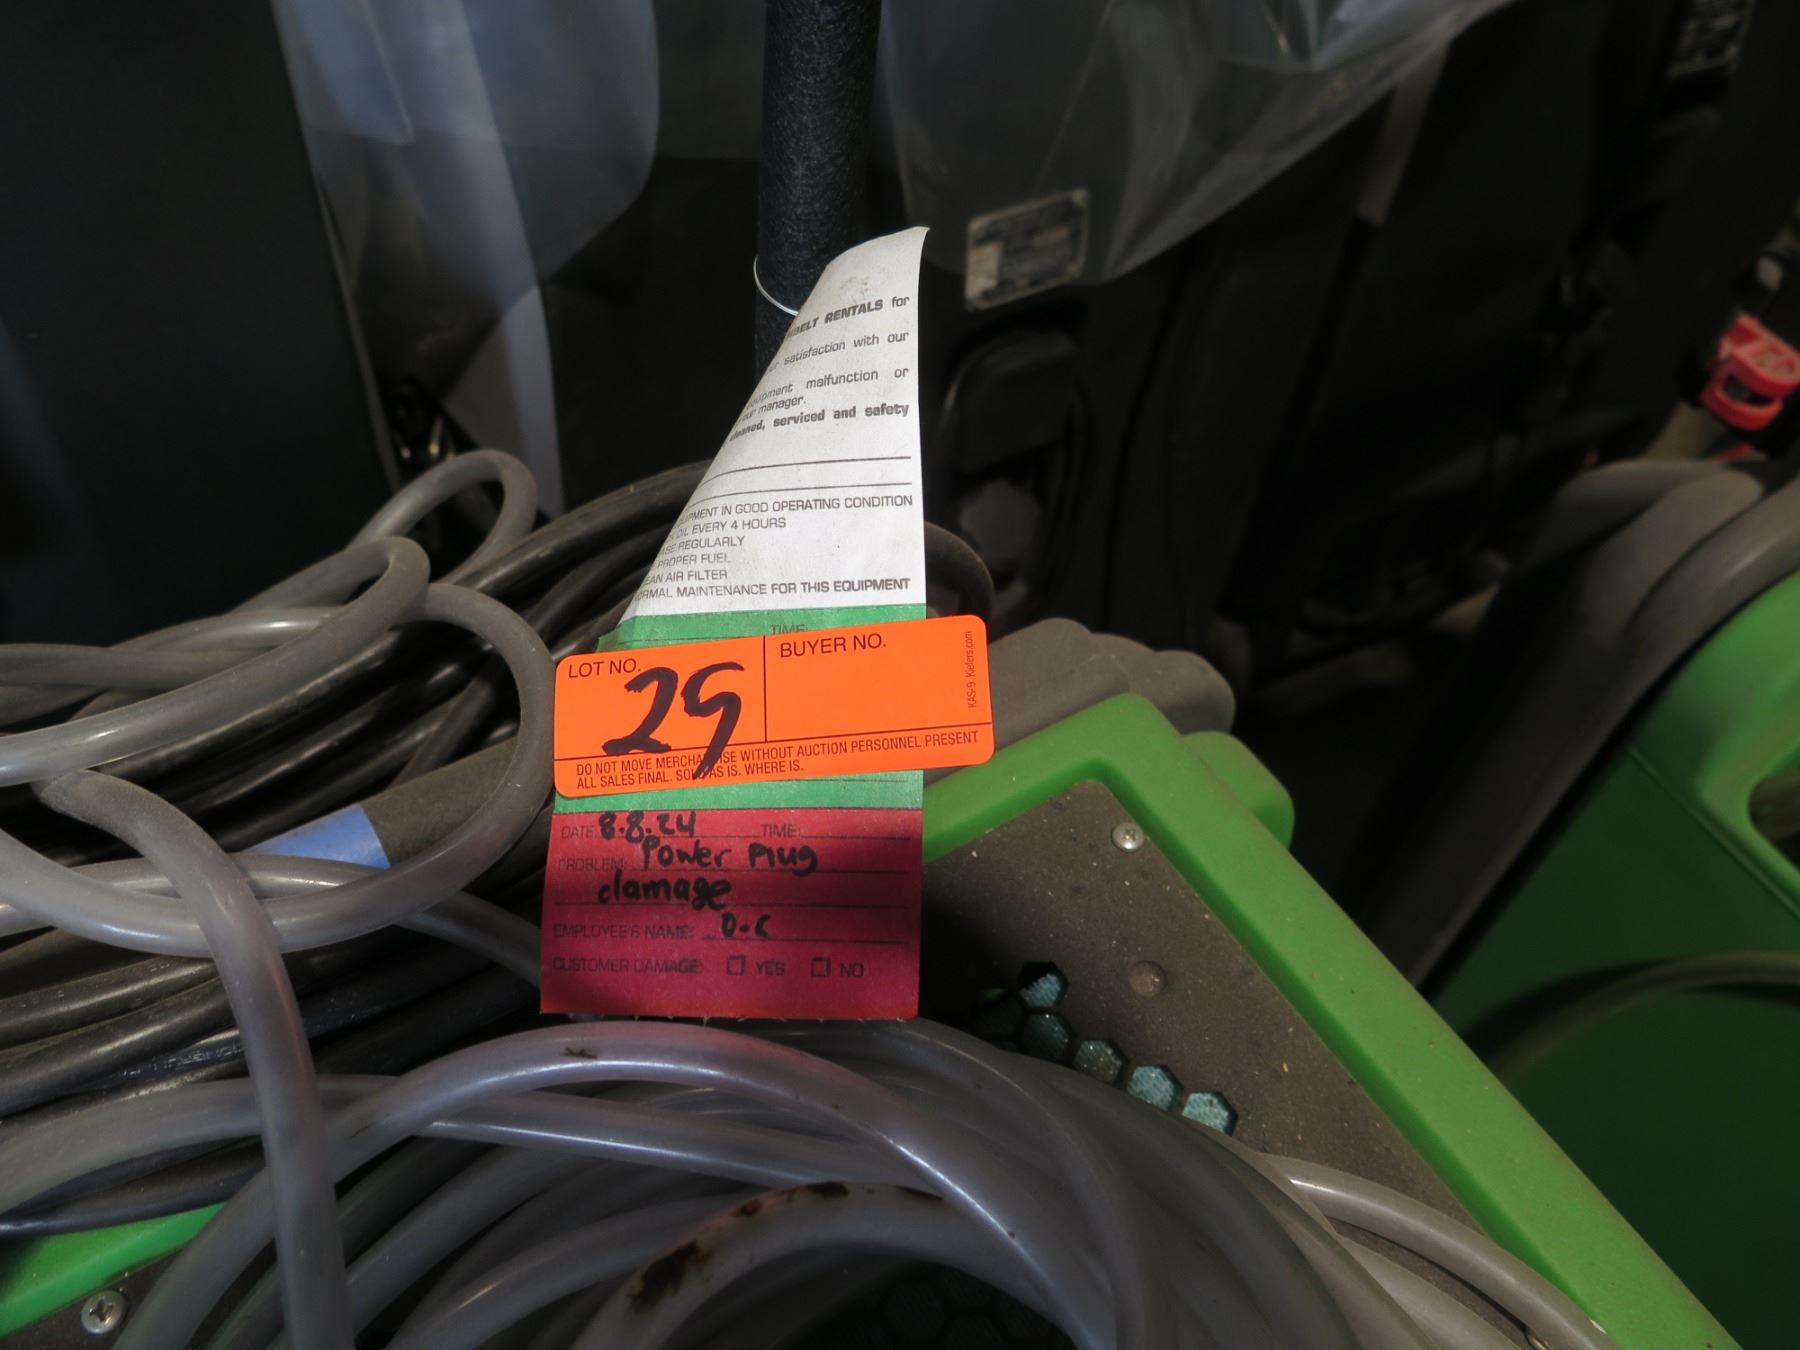 RENTALS for
satisfaction with our
malfunction or
manager.
serviced and safety
IN GOOD OPERATING CONDITION
OIL EVERY 4 HOURS
REGULARLY
PROPER FUEL
AIR FILTER
MAINTENANCE FOR THIS EQUIPMENT
TIME:
LOT NO. 29
BUYER NO.
KAS-9 Kiefers.com
DO NOT MOVE MERCHANDISE WITHOUT AUCTION PERSONNEL PRESENT
ALL SALES FINAL. SOLD AS IS. WHERE IS.
DATE: 8.8.24 TIME:
PROBLEM: Power Plug
damage
EMPLOYEE'S NAME: D.C
CUSTOMER DAMAGE: YES NO